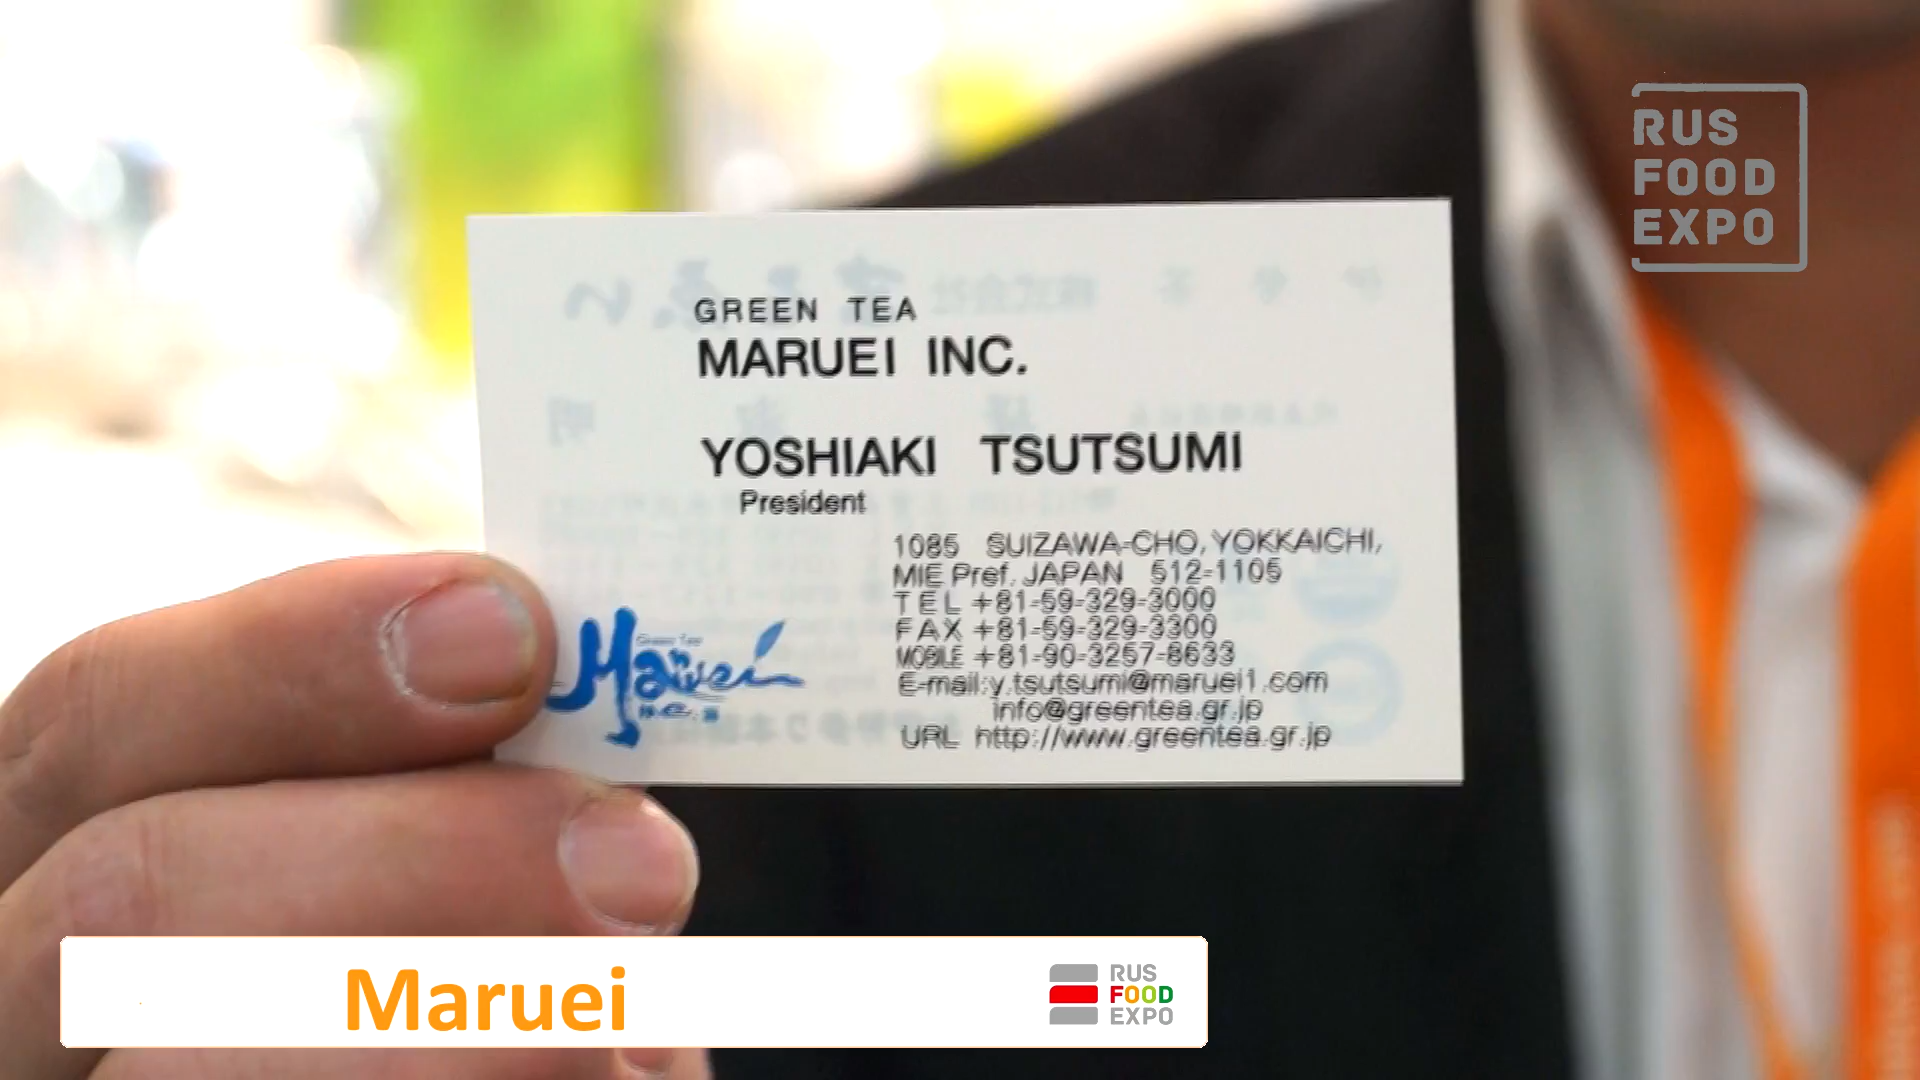 RUS
FOOD
EXPO
GREEN TEA
MARUEI INC.
YOSHIAKI TSUTSUMI
President
1085 SUIZAWA-CHO, YOKKAICHI,
MIE Pref. JAPAN 512-1105
TEL +81-59-329-3000
FAX +81-59-329-3300
MOBILE +81-90-3257-8633
E-mail:y.tsutsumi@maruei1.com
info@greentea.gr.jp
URL http://www.greentea.gr.jp
Green Tea
Maruei
Maruei
RUS
FOOD
EXPO